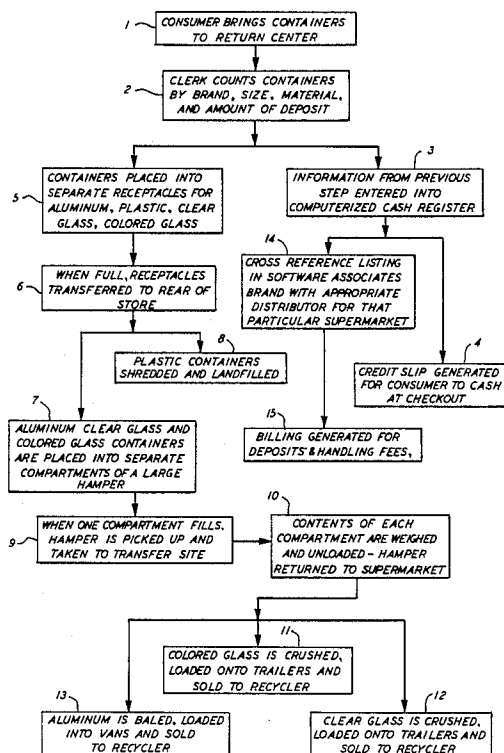 1
CONSUMER BRINGS CONTAINERS
TO RETURN CENTER
2
CLERK COUNTS CONTAINERS
BY BRAND, SIZE, MATERIAL,
AND AMOUNT OF DEPOSIT
5
CONTAINERS PLACED INTO
SEPARATE RECEPTACLES FOR
ALUMINUM, PLASTIC, CLEAR
GLASS, COLORED GLASS
3
INFORMATION FROM PREVIOUS
STEP ENTERED INTO
COMPUTERIZED CASH REGISTER
6
WHEN FULL, RECEPTACLES
TRANSFERRED TO REAR OF
STORE
14
CROSS REFERENCE LISTING
IN SOFTWARE ASSOCIATES
BRAND WITH APPROPRIATE
DISTRIBUTOR FOR THAT
PARTICULAR SUPERMARKET
8
PLASTIC CONTAINERS
SHREDDED AND LANDFILLED
4
CREDIT SLIP GENERATED
FOR CONSUMER TO CASH
AT CHECKOUT
7
ALUMINUM CLEAR GLASS AND
COLORED GLASS CONTAINERS
ARE PLACED INTO SEPARATE
COMPARTMENTS OF A LARGE
HAMPER
15
BILLING GENERATED FOR
DEPOSITS & HANDLING FEES,
9
WHEN ONE COMPARTMENT FILLS.
HAMPER IS PICKED UP AND
TAKEN TO TRANSFER SITE
10
CONTENTS OF EACH
COMPARTMENT ARE WEIGHED
AND UNLOADED - HAMPER
RETURNED TO SUPERMARKET
11
COLORED GLASS IS CRUSHED,
LOADED ONTO TRAILERS AND
SOLD TO RECYCLER
13
ALUMINUM IS BALED, LOADED
INTO VANS AND SOLD
TO RECYCLER
12
CLEAR GLASS IS CRUSHED,
LOADED ONTO TRAILERS AND
SOLD TO RECYCLER